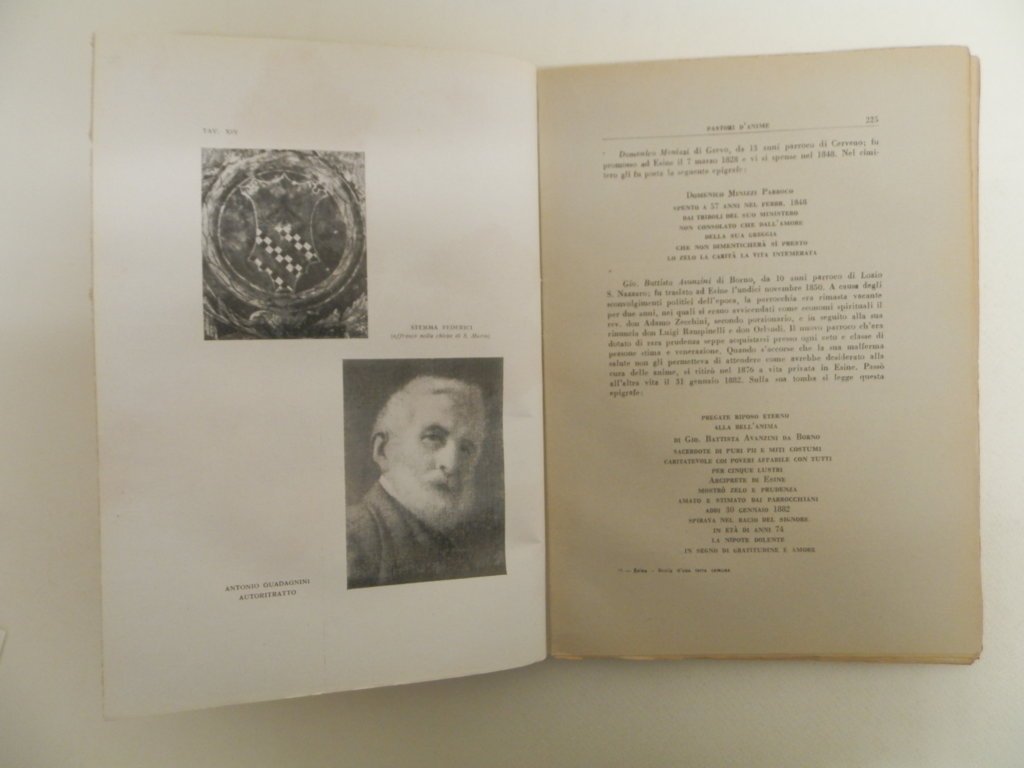 TAV. XIV
STEMMA FEDERICI
(affresco nella chiesa di S. Maria)
ANTONIO GUADAGNINI
AUTORITRATTO
PASTORI D'ANIME 225
Domenico Minizzi di Grevo, da 13 anni parroco di Cerveno; fu
promosso ad Esine il 7 marzo 1828 e vi si spense nel 1848. Nel cimi-
tero gli fu posta la seguente epigrafe:
DOMENICO MINIZZI PARROCO
SPENTO A 57 ANNI NEL FEBBR. 1848
DAI TRIBOLI DEL SUO MINISTERO
NON CONSOLATO CHE DALL'AMORE
DELLA SUA GREGGIA
CHE NON DIMENTICHERÀ SÌ PRESTO
LO ZELO LA CARITÀ LA VITA INTEMERATA
Gio. Battista Avanzini di Borno, da 10 anni parroco di Lozio
S. Nazzaro; fu traslato ad Esine l'undici novembre 1850. A causa degli
sconvolgimenti politici dell'epoca, la parrocchia era rimasta vacante
per due anni, nei quali si erano avvicendati come economi spirituali il
rev. don Adamo Zecchini, secondo porzionario, e in seguito alla sua
rinuncia don Luigi Rampinelli e don Orlandi. Il nuovo parroco ch'era
dotato di rara prudenza seppe acquistarsi presso ogni ceto e classe di
persone stima e venerazione. Quando s'accorse che la sua malferma
salute non gli permetteva di attendere come avrebbe desiderato alla
cura delle anime, si ritirò nel 1876 a vita privata in Esine. Passò
all'altra vita il 31 gennaio 1882. Sulla sua tomba si legge questa
epigrafe:
PREGATE RIPOSO ETERNO
ALLA BELL'ANIMA
DI GIO. BATTISTA AVANZINI DA BORNO
SACERDOTE DI PURI PII E MITI COSTUMI
CARITATEVOLE COI POVERI AFFABILE CON TUTTI
PER CINQUE LUSTRI
ARCIPRETE DI ESINE
MOSTRÒ ZELO E PRUDENZA
AMATO E STIMATO DAI PARROCCHIANI
ADDÌ 30 GENNAIO 1882
SPIRAVA NEL BACIO DEL SIGNORE
IN ETÀ DI ANNI 74
LA NIPOTE DOLENTE
IN SEGNO DI GRATITUDINE E AMORE
- Esine - Storia d'una terra camuna